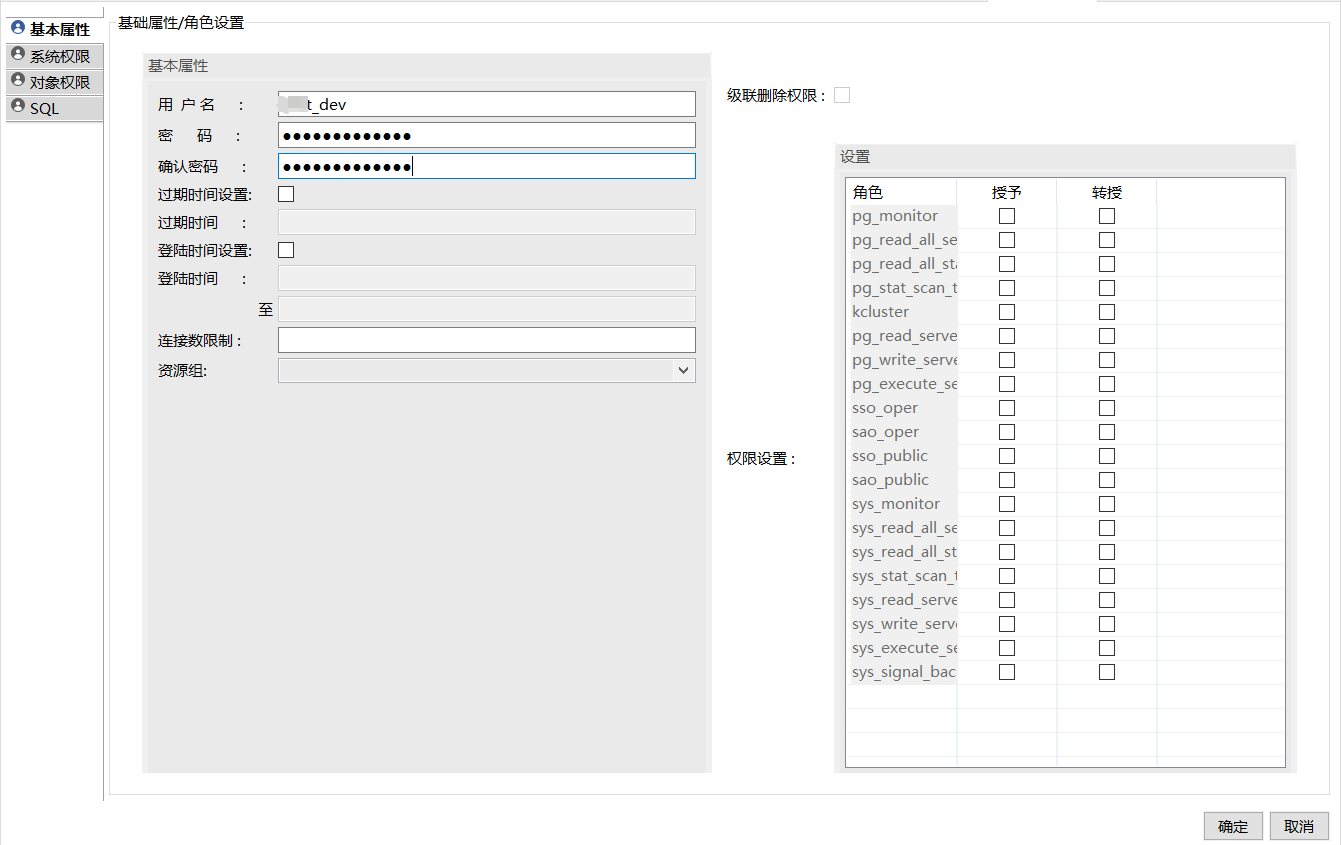 基本属性
系统权限
对象权限
SQL
基础属性/角色设置
基本属性
用 户 名 :
t_dev
密 码 :
●●●●●●●●●●●●●
确认密码 :
●●●●●●●●●●●●●
过期时间设置:
过期时间 :
登陆时间设置:
登陆时间 :
至
连接数限制 :
资源组:
级联删除权限 :
权限设置 :
设置
角色 授予 转授
pg_monitor
pg_read_all_se
pg_read_all_sta
pg_stat_scan_t
kcluster
pg_read_serve
pg_write_serve
pg_execute_se
sso_oper
sao_oper
sso_public
sao_public
sys_monitor
sys_read_all_se
sys_read_all_st
sys_stat_scan_t
sys_read_serve
sys_write_serve
sys_execute_se
sys_signal_bac
确定 取消